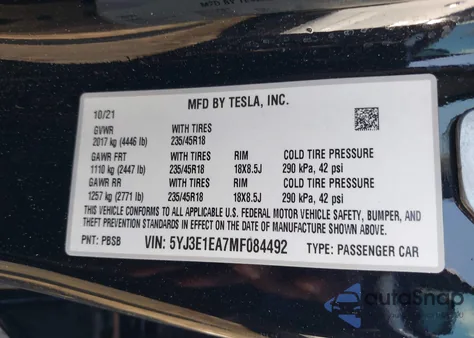 MFD BY TESLA, INC.
10/21
GVWR WITH TIRES
2017 kg (4446 lb) 235/45R18
GAWR FRT WITH TIRES RIM COLD TIRE PRESSURE
1110 kg (2447 lb) 235/45R18 18X8.5J 290 kPa, 42 psi
GAWR RR WITH TIRES RIM COLD TIRE PRESSURE
1257 kg (2771 lb) 235/45R18 18X8.5J 290 kPa, 42 psi
THIS VEHICLE CONFORMS TO ALL APPLICABLE U.S. FEDERAL MOTOR VEHICLE SAFETY, BUMPER, AND
THEFT PREVENTION STANDARDS IN EFFECT ON THE DATE OF MANUFACTURE SHOWN ABOVE.
PNT: PBSB VIN: 5YJ3E1EA7MF084492 TYPE: PASSENGER CAR
autoSnap